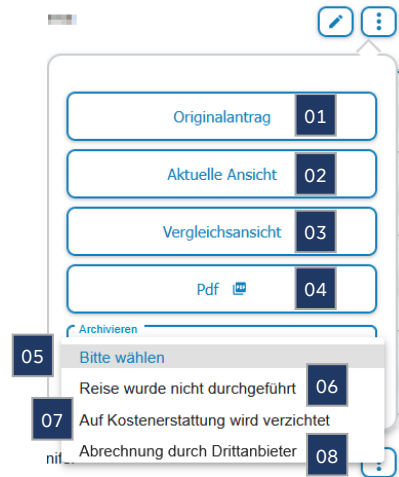 Originalantrag 01
Aktuelle Ansicht 02
Vergleichsansicht 03
Pdf PDF 04
Archivieren
05 Bitte wählen
Reise wurde nicht durchgeführt 06
07 Auf Kostenerstattung wird verzichtet
Abrechnung durch Drittanbieter 08